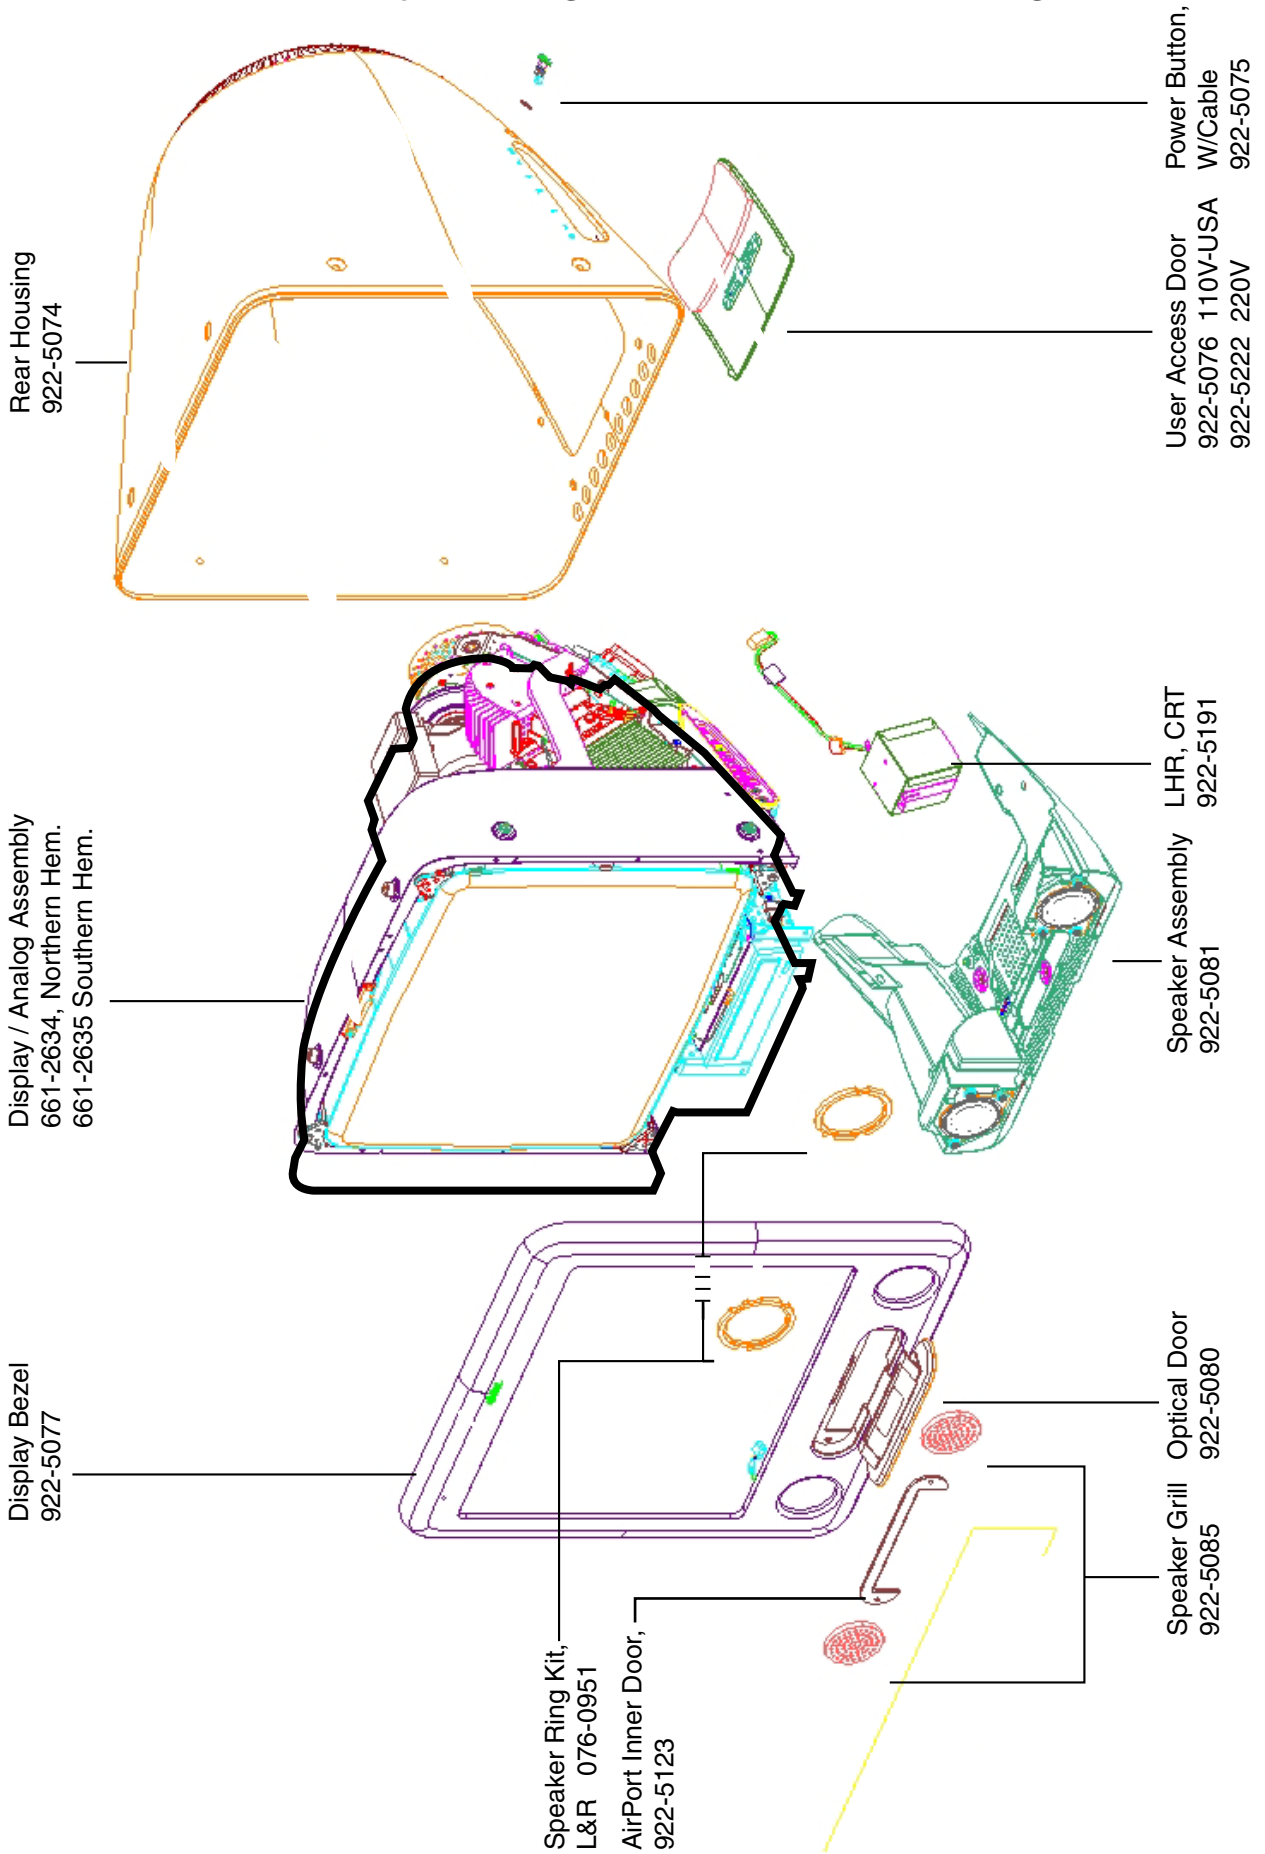 Display Bezel
922-5077
Display / Analog Assembly
661-2634, Northern Hem.
661-2635 Southern Hem.
Rear Housing
922-5074
Speaker Ring Kit,
L&R 076-0951
AirPort Inner Door,
922-5123
Speaker Grill
922-5085
Optical Door
922-5080
Speaker Assembly
922-5081
LHR, CRT
922-5191
User Access Door
922-5076 110V-USA
922-5222 220V
Power Button,
W/Cable
922-5075